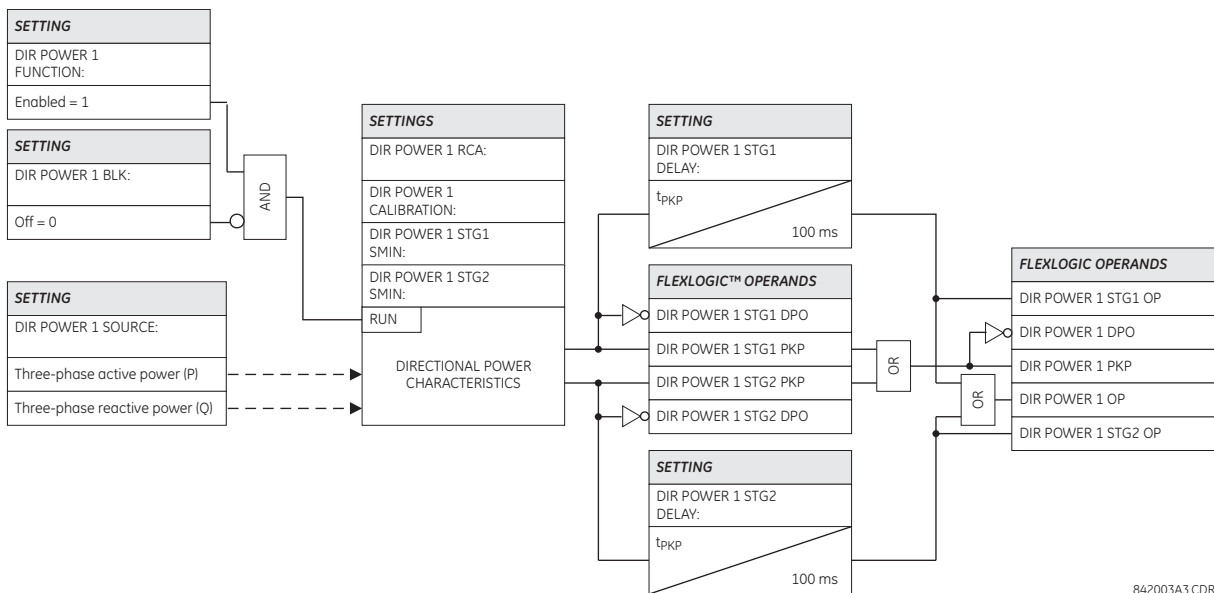 SETTING
DIR POWER 1
FUNCTION:
Enabled = 1
SETTING
DIR POWER 1 BLK:
Off = 0
AND
SETTING
DIR POWER 1 SOURCE:
Three-phase active power (P)
Three-phase reactive power (Q)
SETTINGS
DIR POWER 1 RCA:
DIR POWER 1
CALIBRATION:
DIR POWER 1 STG1
SMIN:
DIR POWER 1 STG2
SMIN:
RUN
DIRECTIONAL POWER
CHARACTERISTICS
SETTING
DIR POWER 1 STG1
DELAY:
tPKP
100 ms
FLEXLOGIC™ OPERANDS
DIR POWER 1 STG1 DPO
DIR POWER 1 STG1 PKP
DIR POWER 1 STG2 PKP
DIR POWER 1 STG2 DPO
SETTING
DIR POWER 1 STG2
DELAY:
tPKP
100 ms
OR
OR
FLEXLOGIC OPERANDS
DIR POWER 1 STG1 OP
DIR POWER 1 DPO
DIR POWER 1 PKP
DIR POWER 1 OP
DIR POWER 1 STG2 OP
842003A3.CDR